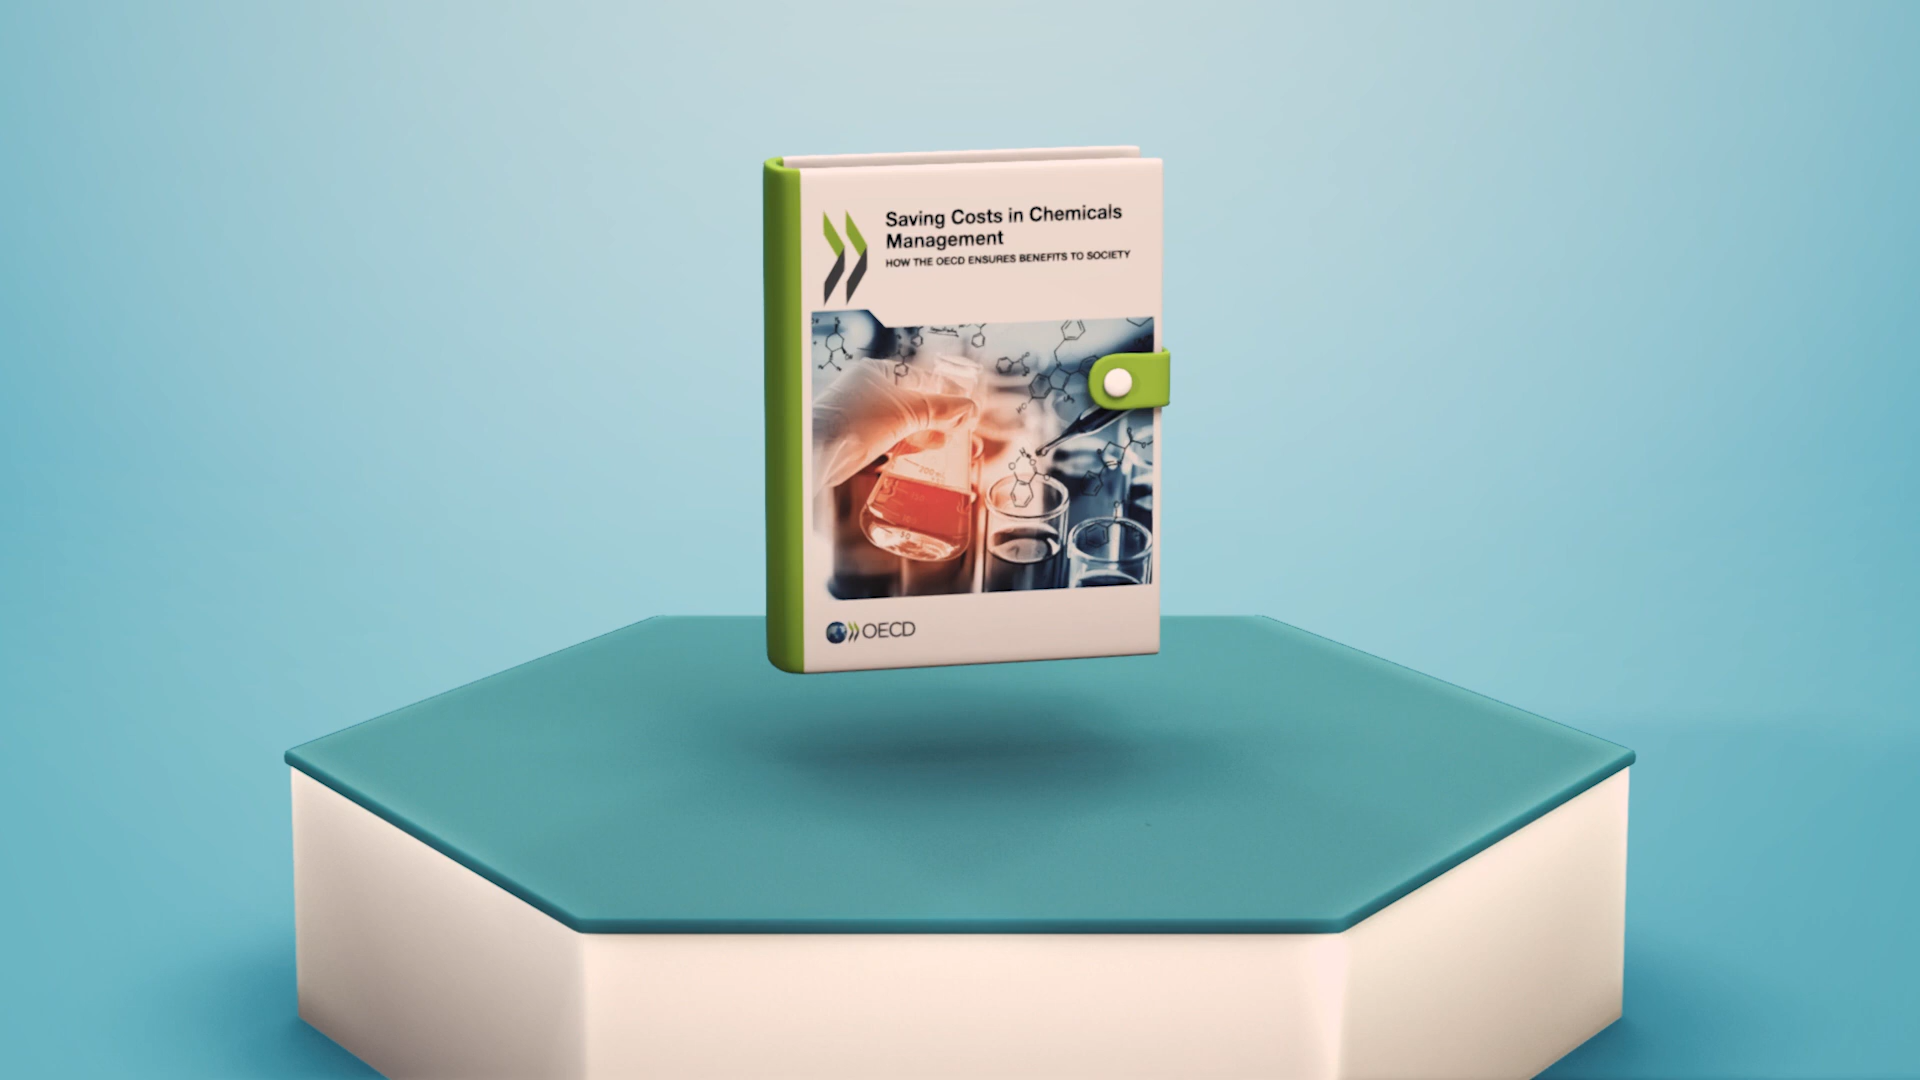 Saving Costs in Chemicals
Management
HOW THE OECD ENSURES BENEFITS TO SOCIETY
OECD